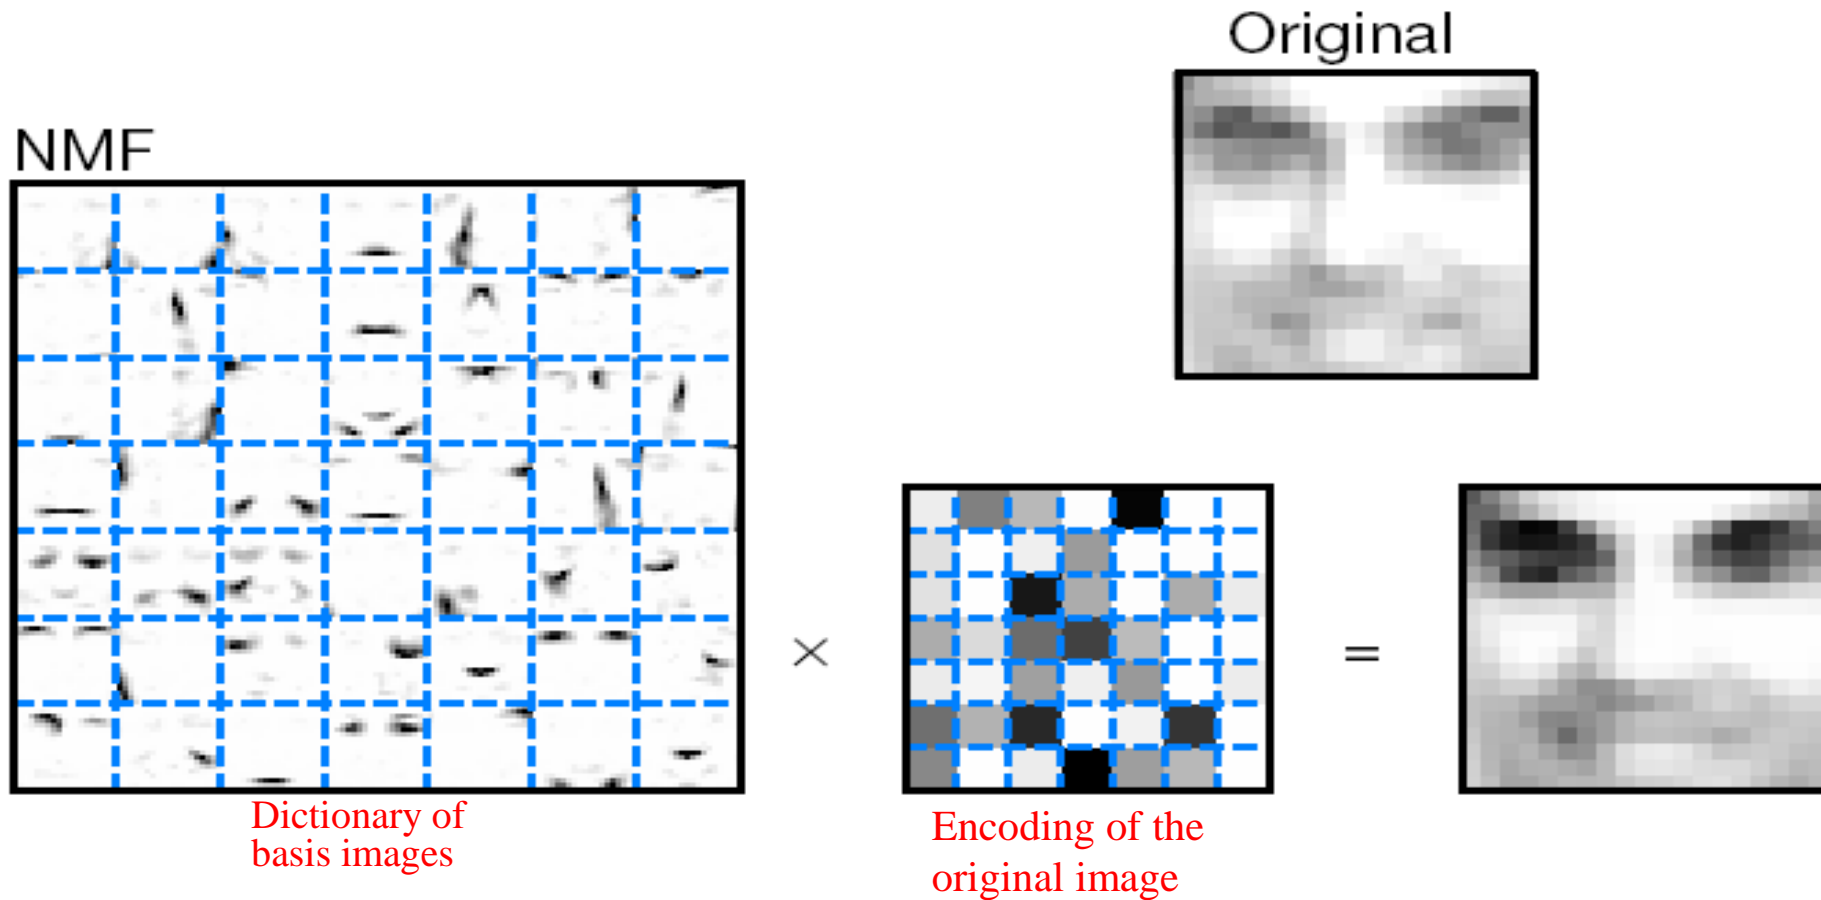 Original
NMF
×
=
Dictionary of
basis images
Encoding of the
original image